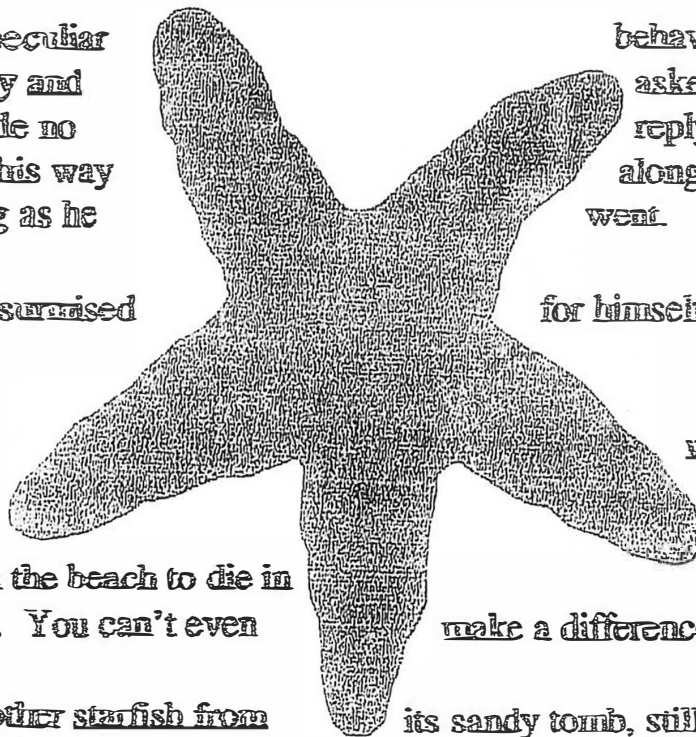 peculiar behav
y and aske
de no reply
his way along
g as he went
surmised for himself
the beach to die in
. You can't even make a difference
other starfish from its sandy tomb, still